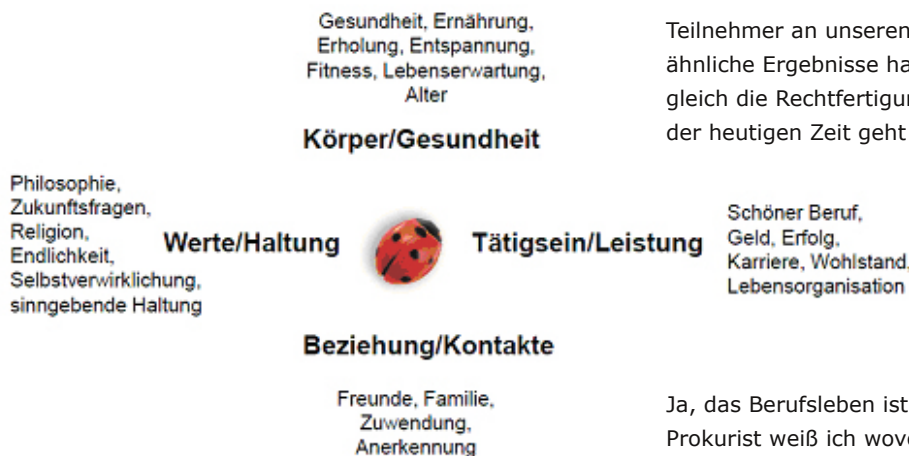 Gesundheit, Ernährung,
Erholung, Entspannung,
Fitness, Lebenserwartung,
Alter
Körper/Gesundheit
Teilnehmer an unseren
ähnliche Ergebnisse ha
gleich die Rechtfertigu
der heutigen Zeit geht
Philosophie,
Zukunftsfragen,
Religion,
Endlichkeit,
Selbstverwirklichung,
sinngebende Haltung
Werte/Haltung
Tätigsein/Leistung
Schöner Beruf,
Geld, Erfolg,
Karriere, Wohlstand,
Lebensorganisation
Beziehung/Kontakte
Freunde, Familie,
Zuwendung,
Anerkennung
Ja, das Berufsleben ist
Prokurist weiß ich wov